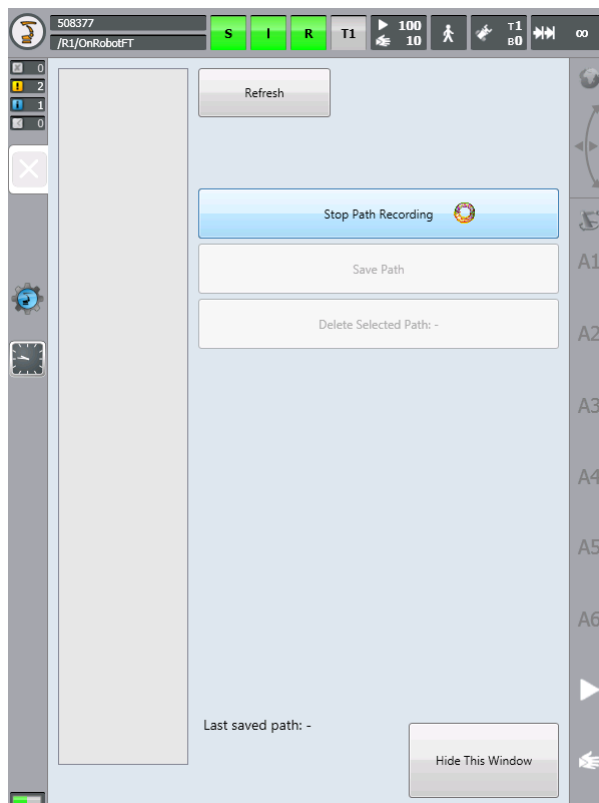 508377
/R1/OnRobotFT
S I R T1
100
10
T1
B0
∞
0
2
1
0
Refresh
Stop Path Recording
Save Path
Delete Selected Path: -
A1
A2
A3
A4
A5
A6
Last saved path: -
Hide This Window